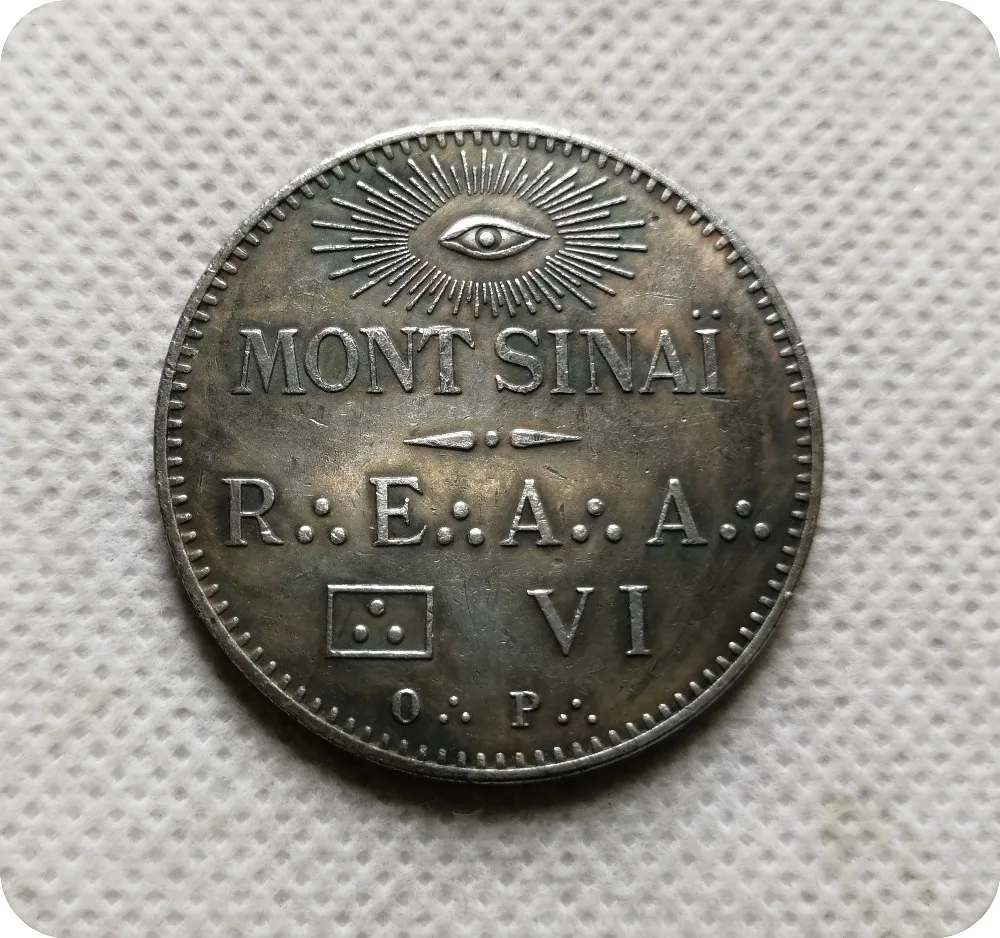 MONT SINAÏ
R∴ E∴ A∴ A∴
VI
O∴ P∴